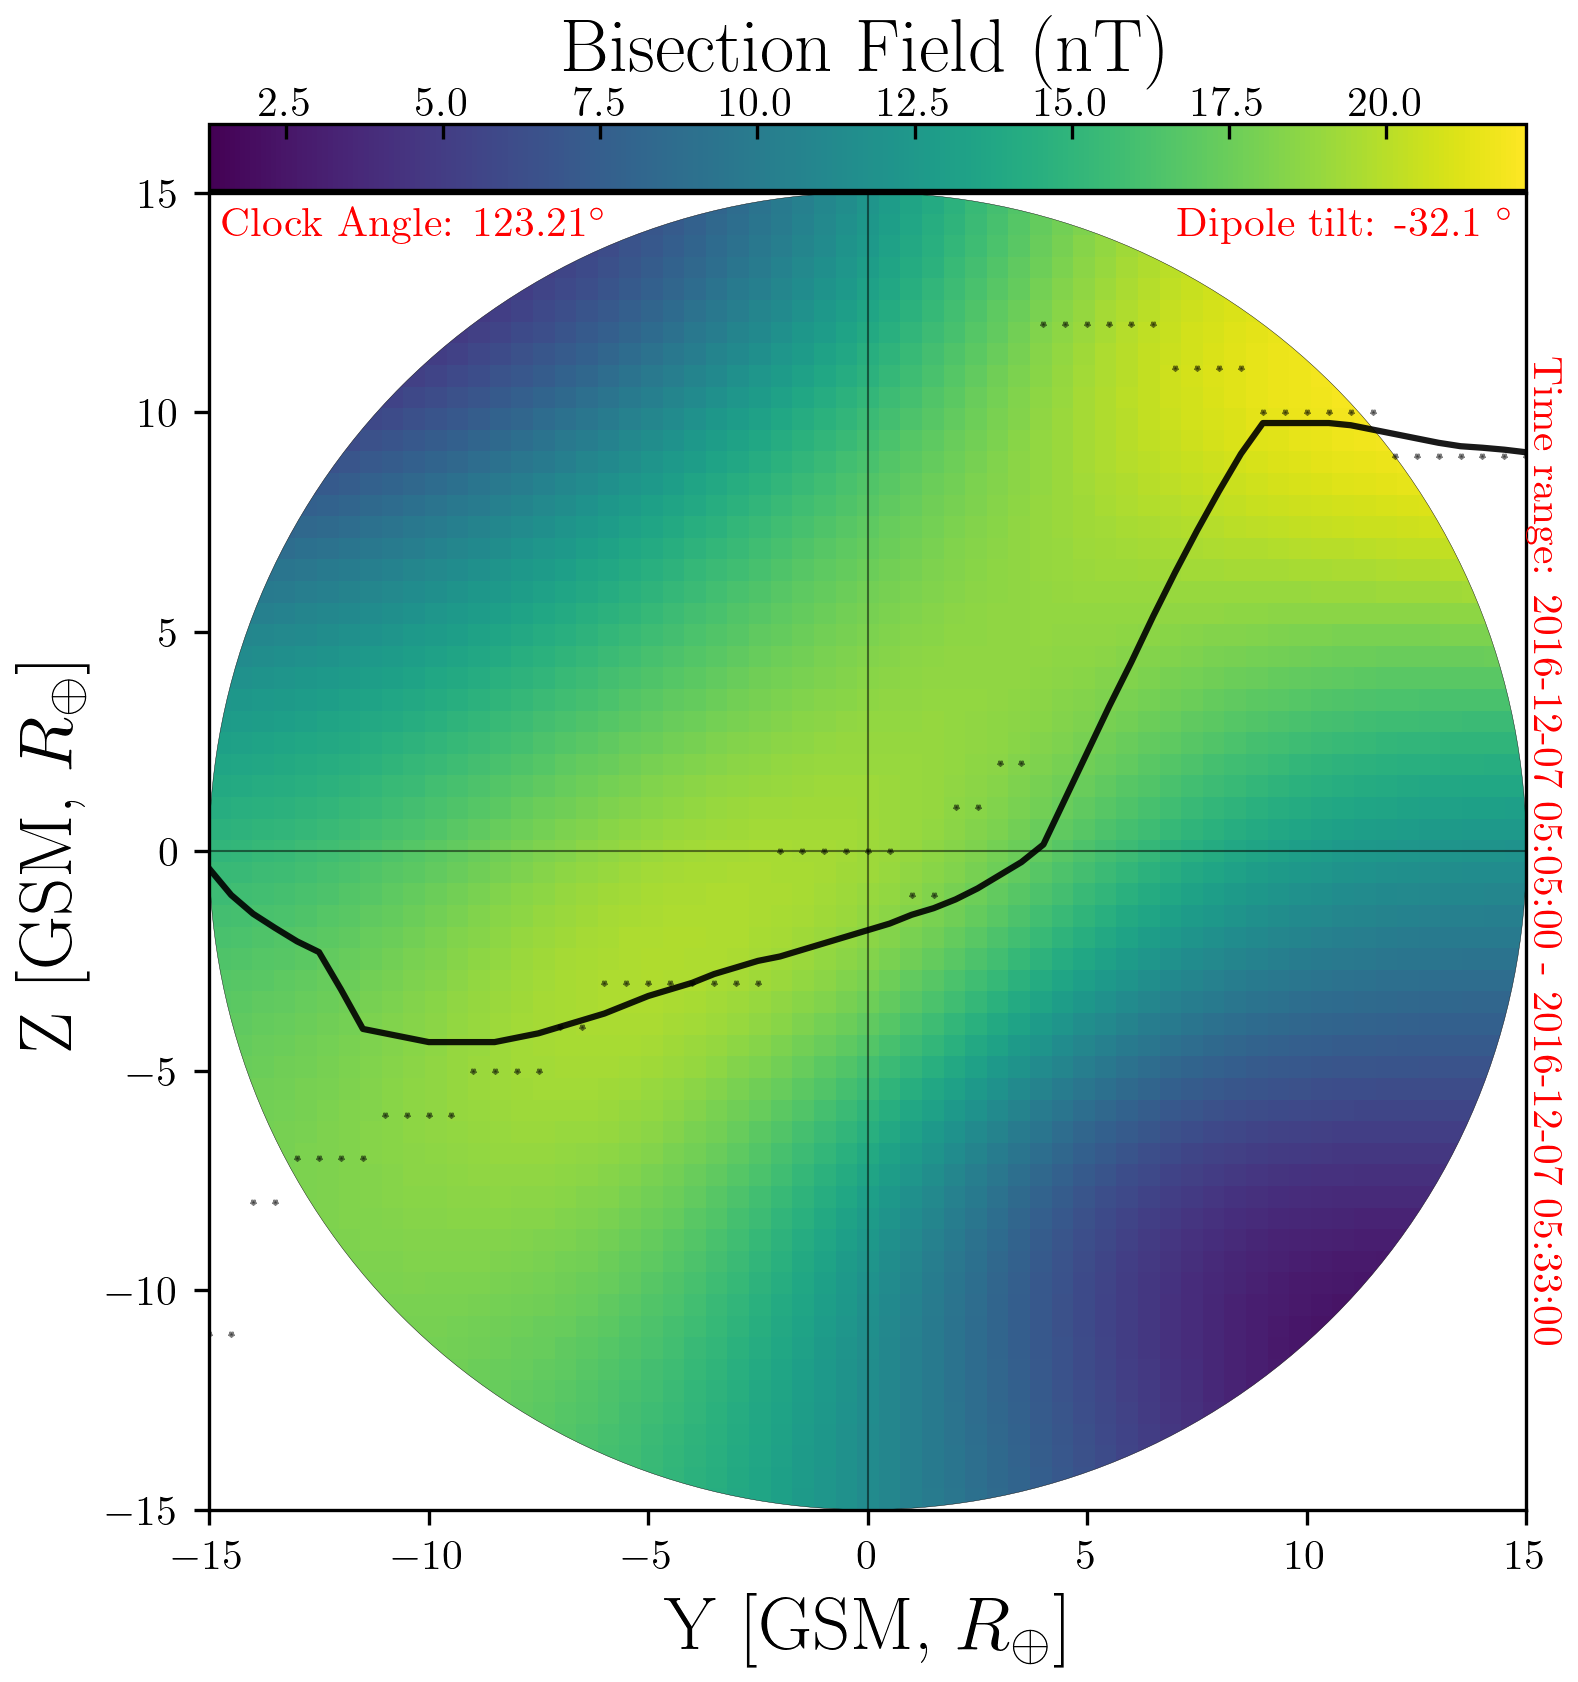 Bisection Field (nT)
2.5 5.0 7.5 10.0 12.5 15.0 17.5 20.0
Clock Angle: 123.21° Dipole tilt: -32.1 °
15
10
5
0
−5
−10
−15
Z [GSM, R⊕]
Time range: 2016-12-07 05:05:00 - 2016-12-07 05:33:00
−15 −10 −5 0 5 10 15
Y [GSM, R⊕]